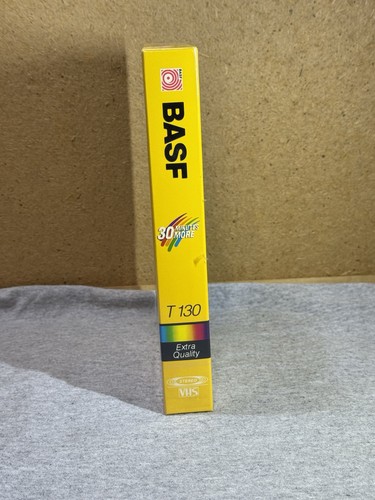 BASF
30 MINUTES
MORE
T 130
Extra
Quality
VHS